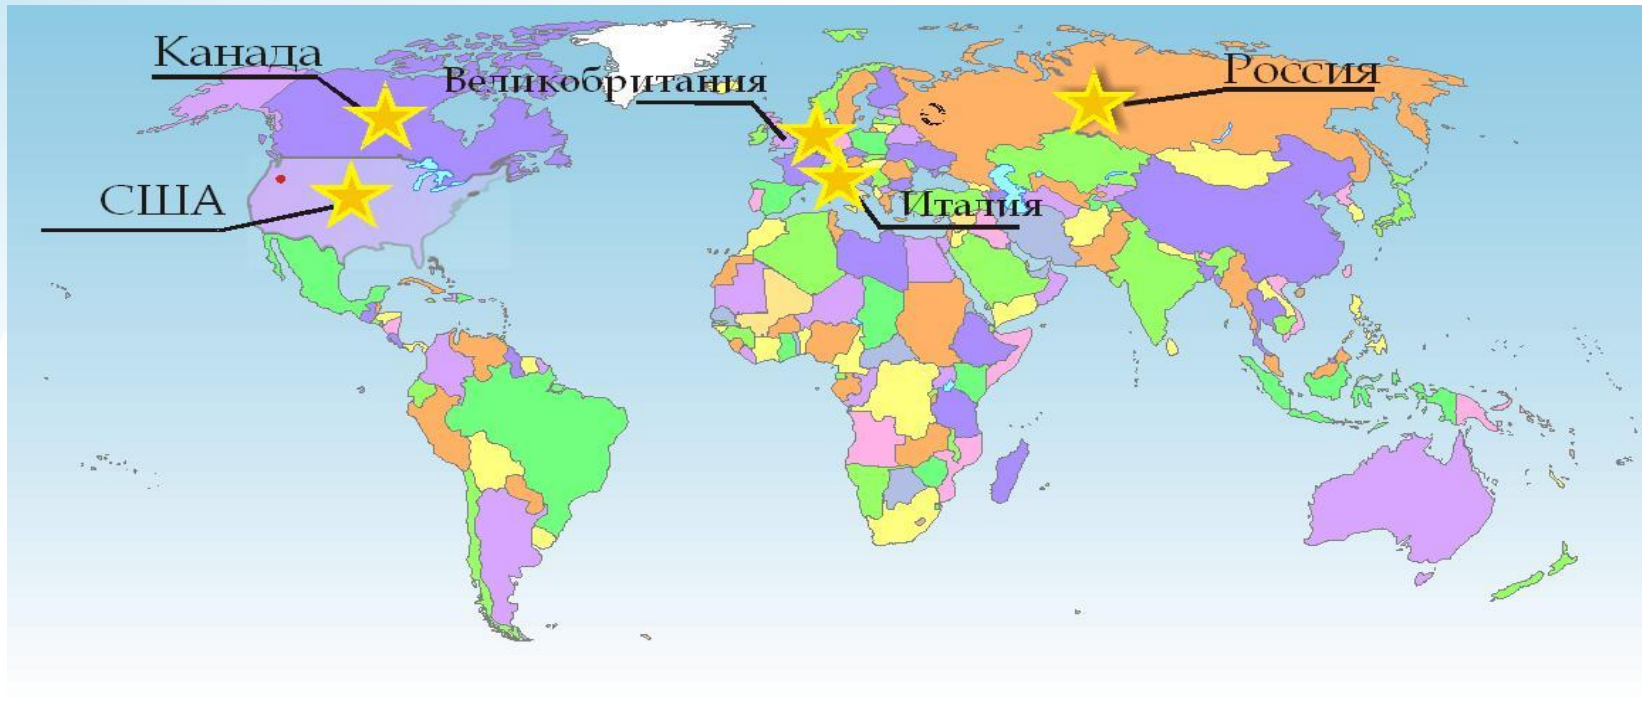 Канада
Великобритания
Россия
США
Италия